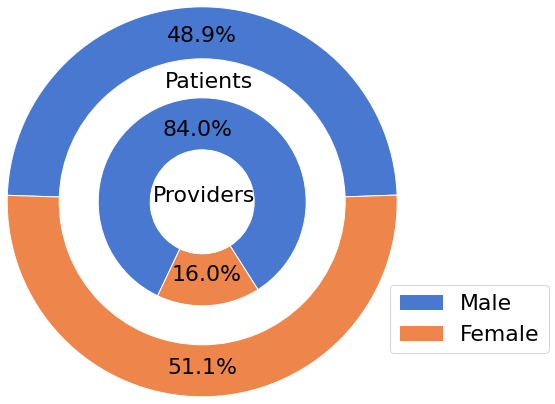 48.9%
Patients
84.0%
Providers
16.0%
51.1%
Male
Female